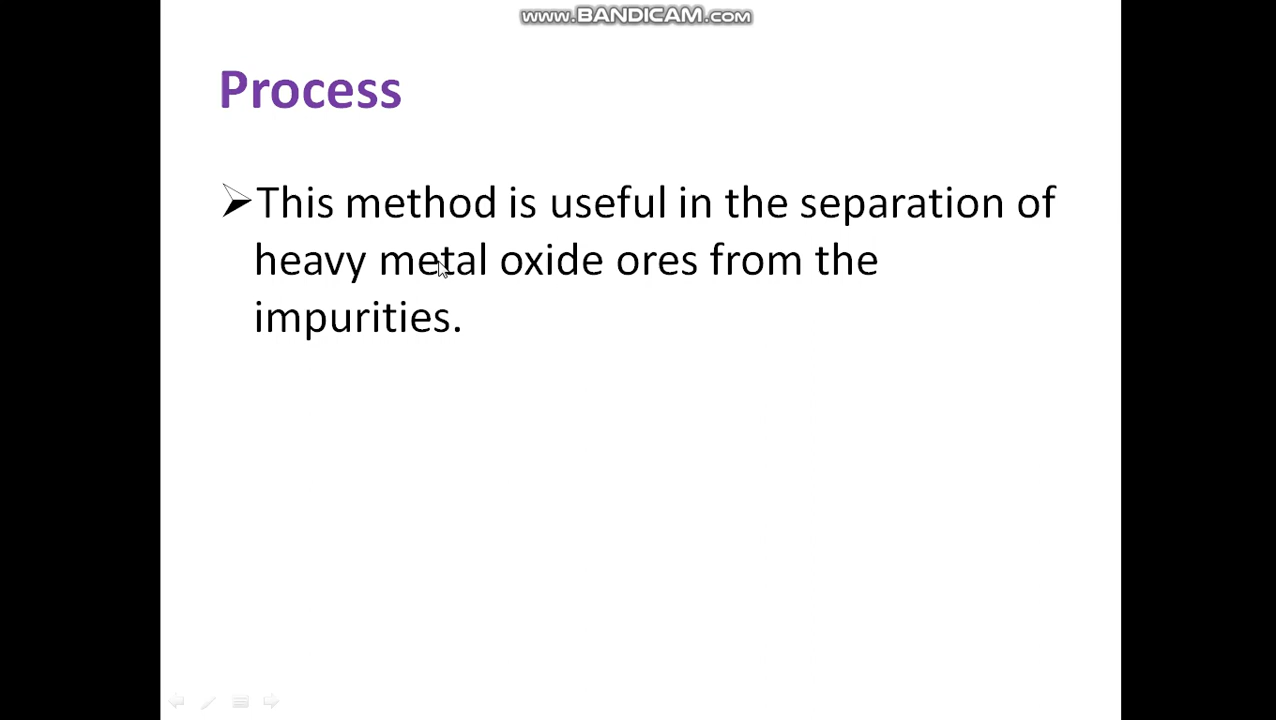 www.BANDICAM.com
Process
This method is useful in the separation of
heavy metal oxide ores from the
impurities.